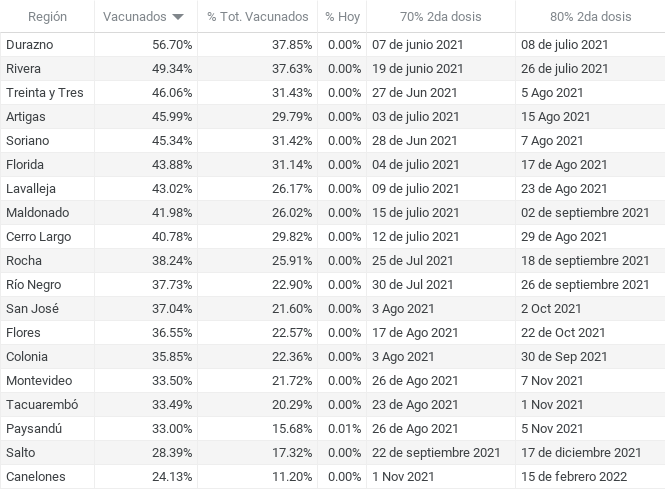 Región Vacunados % Tot. Vacunados % Hoy 70% 2da dosis 80% 2da dosis
Durazno 56.70% 37.85% 0.00% 07 de junio 2021 08 de julio 2021
Rivera 49.34% 37.63% 0.00% 19 de junio 2021 26 de julio 2021
Treinta y Tres 46.06% 31.43% 0.00% 27 de Jun 2021 5 Ago 2021
Artigas 45.99% 29.79% 0.00% 03 de julio 2021 15 Ago 2021
Soriano 45.34% 31.42% 0.00% 28 de Jun 2021 7 Ago 2021
Florida 43.88% 31.14% 0.00% 04 de julio 2021 17 de Ago 2021
Lavalleja 43.02% 26.17% 0.00% 09 de julio 2021 23 de Ago 2021
Maldonado 41.98% 26.02% 0.00% 15 de julio 2021 02 de septiembre 2021
Cerro Largo 40.78% 29.82% 0.00% 12 de julio 2021 29 de Ago 2021
Rocha 38.24% 25.91% 0.00% 25 de Jul 2021 18 de septiembre 2021
Río Negro 37.73% 22.90% 0.00% 30 de Jul 2021 26 de septiembre 2021
San José 37.04% 21.60% 0.00% 3 Ago 2021 2 Oct 2021
Flores 36.55% 22.57% 0.00% 17 de Ago 2021 22 de Oct 2021
Colonia 35.85% 22.36% 0.00% 3 Ago 2021 30 de Sep 2021
Montevideo 33.50% 21.72% 0.00% 26 de Ago 2021 7 Nov 2021
Tacuarembó 33.49% 20.29% 0.00% 23 de Ago 2021 1 Nov 2021
Paysandú 33.00% 15.68% 0.01% 26 de Ago 2021 5 Nov 2021
Salto 28.39% 17.32% 0.00% 22 de septiembre 2021 17 de diciembre 2021
Canelones 24.13% 11.20% 0.00% 1 Nov 2021 15 de febrero 2022